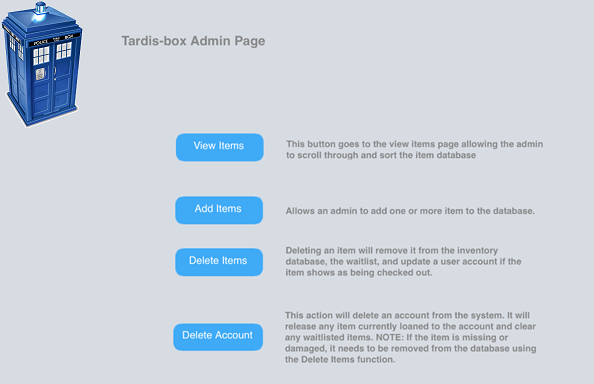 POLICE BOX
Tardis-box Admin Page
View Items
This button goes to the view items page allowing the admin
to scroll through and sort the item database
Add Items
Allows an admin to add one or more item to the database.
Delete Items
Deleting an item will remove it from the inventory
database, the waitlist, and update a user account if the
item shows as being checked out.
Delete Account
This action will delete an account from the system. It will
release any item currently loaned to the account and clear
any waitlisted items. NOTE: If the item is missing or
damaged, it needs to be removed from the database using
the Delete Items function.